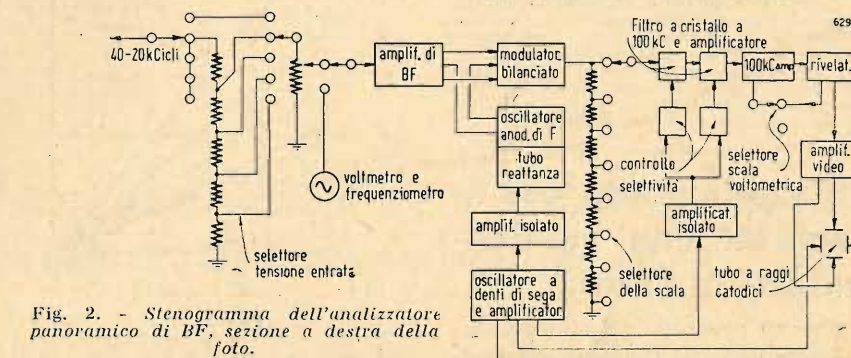 40-20kCicli
selettore
tensione entrata
voltmetro e
frequenziometro
amplif. di
BF
modulator.
bilanciato
oscillatore
anod. di F
tubo
reattanza
amplif. isolato
oscillatore a
denti di sega
e amplificator.
selettore
della scala
Filtro a cristallo a
100kC e amplificatore
629
controllo
selettività
amplificat.
isolato
100kCamp
rivelat.
selettore
scala
voltometrica
amplif.
video
tubo a raggi
catodici
Fig. 2. - Stenogramma dell'analizzatore
panoramico di BF, sezione a destra della
foto.